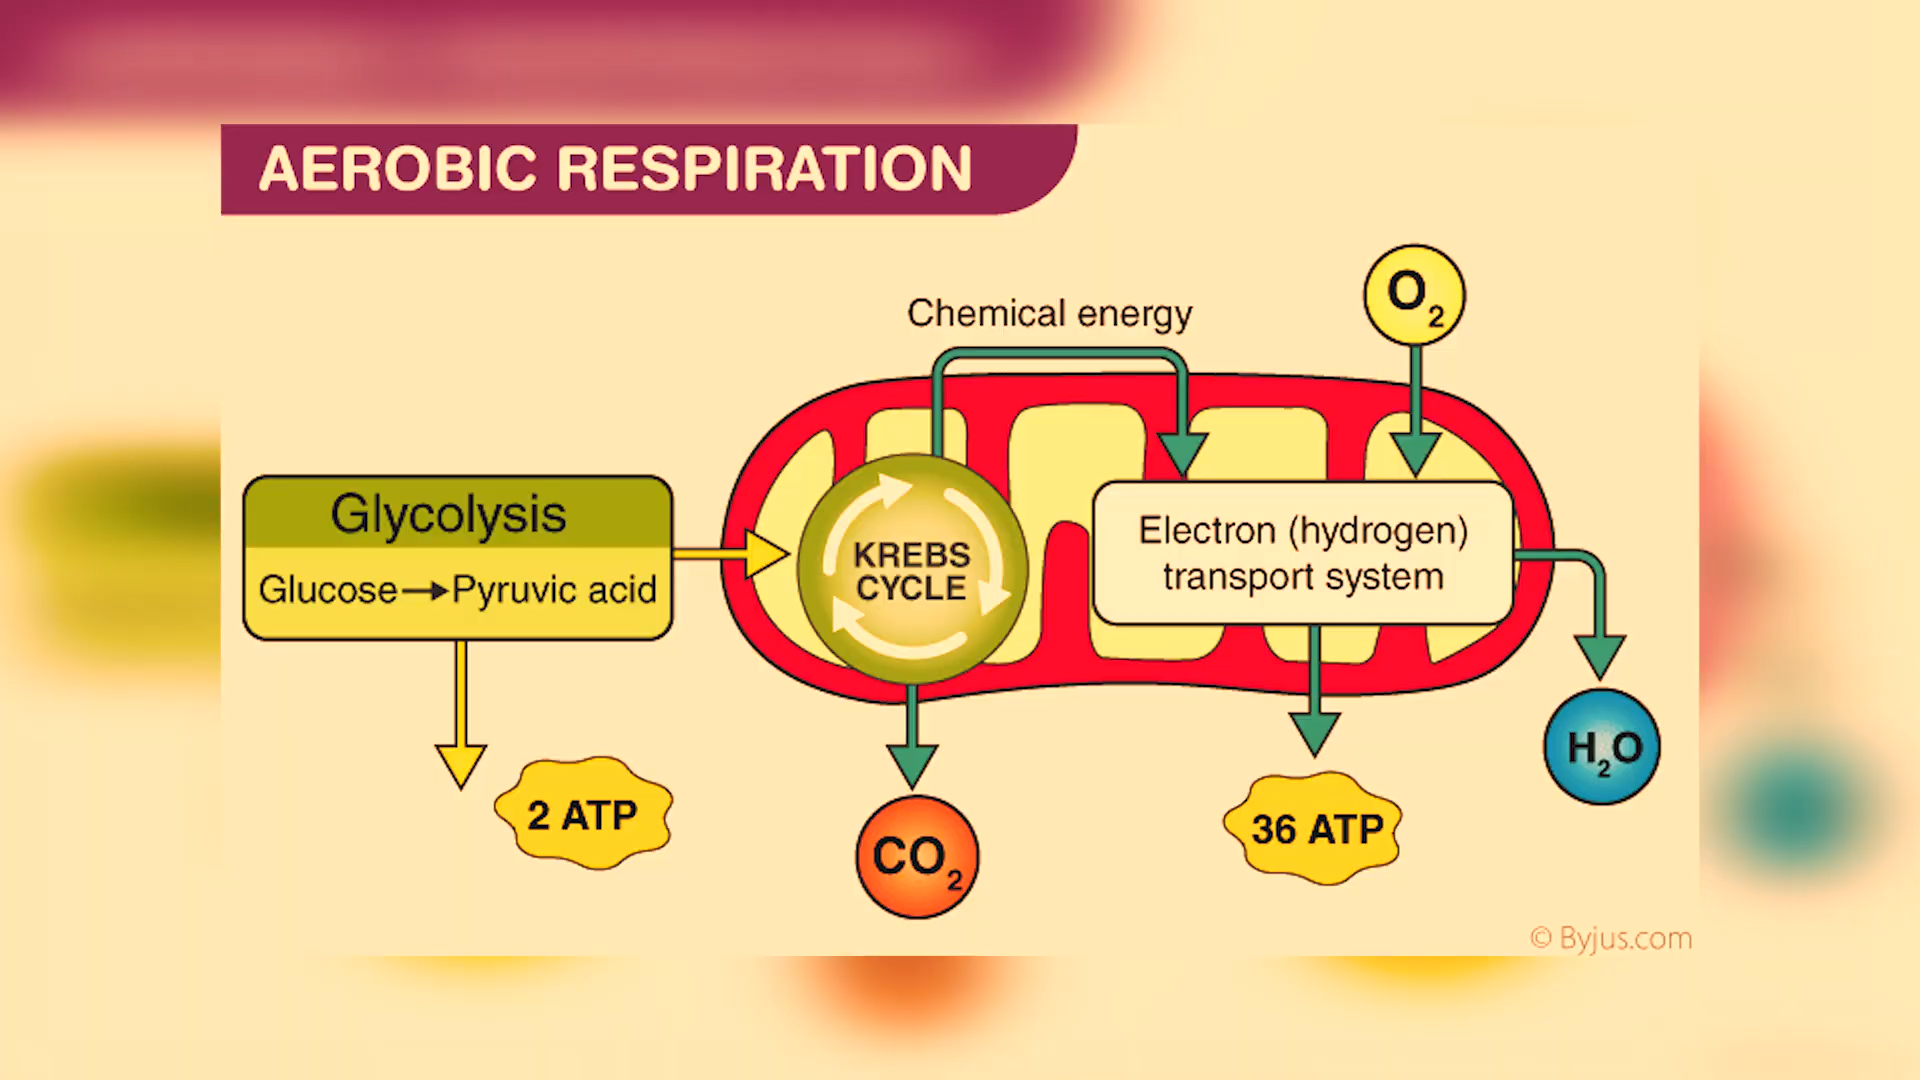 AEROBIC RESPIRATION
Chemical energy
O₂
Glycolysis
Glucose→Pyruvic acid
KREBS
CYCLE
Electron (hydrogen)
transport system
2 ATP
CO₂
36 ATP
H₂O
© Byjus.com